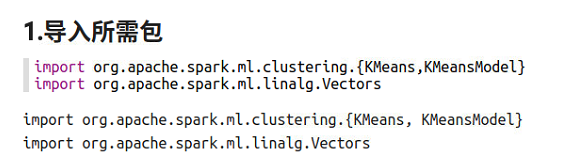 1.导入所需包
import org.apache.spark.ml.clustering.{KMeans,KMeansModel}
import org.apache.spark.ml.linalg.Vectors
import org.apache.spark.ml.clustering.{KMeans, KMeansModel}
import org.apache.spark.ml.linalg.Vectors